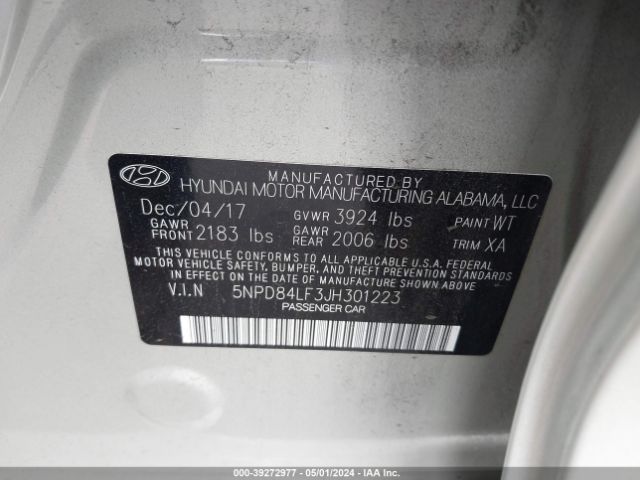 MANUFACTURED BY
HYUNDAI MOTOR MANUFACTURING ALABAMA, LLC
Dec/04/17 GVWR 3924 lbs PAINT WT
GAWR FRONT 2183 lbs GAWR REAR 2006 lbs TRIM XA
THIS VEHICLE CONFORMS TO ALL APPLICABLE U.S.A. FEDERAL
MOTOR VEHICLE SAFETY, BUMPER, AND THEFT PREVENTION STANDARDS
IN EFFECT ON THE DATE OF MANUFACTURE SHOWN ABOVE.
V.I.N 5NPD84LF3JH301223
PASSENGER CAR
000-39272977 - 05/01/2024 - IAA Inc.